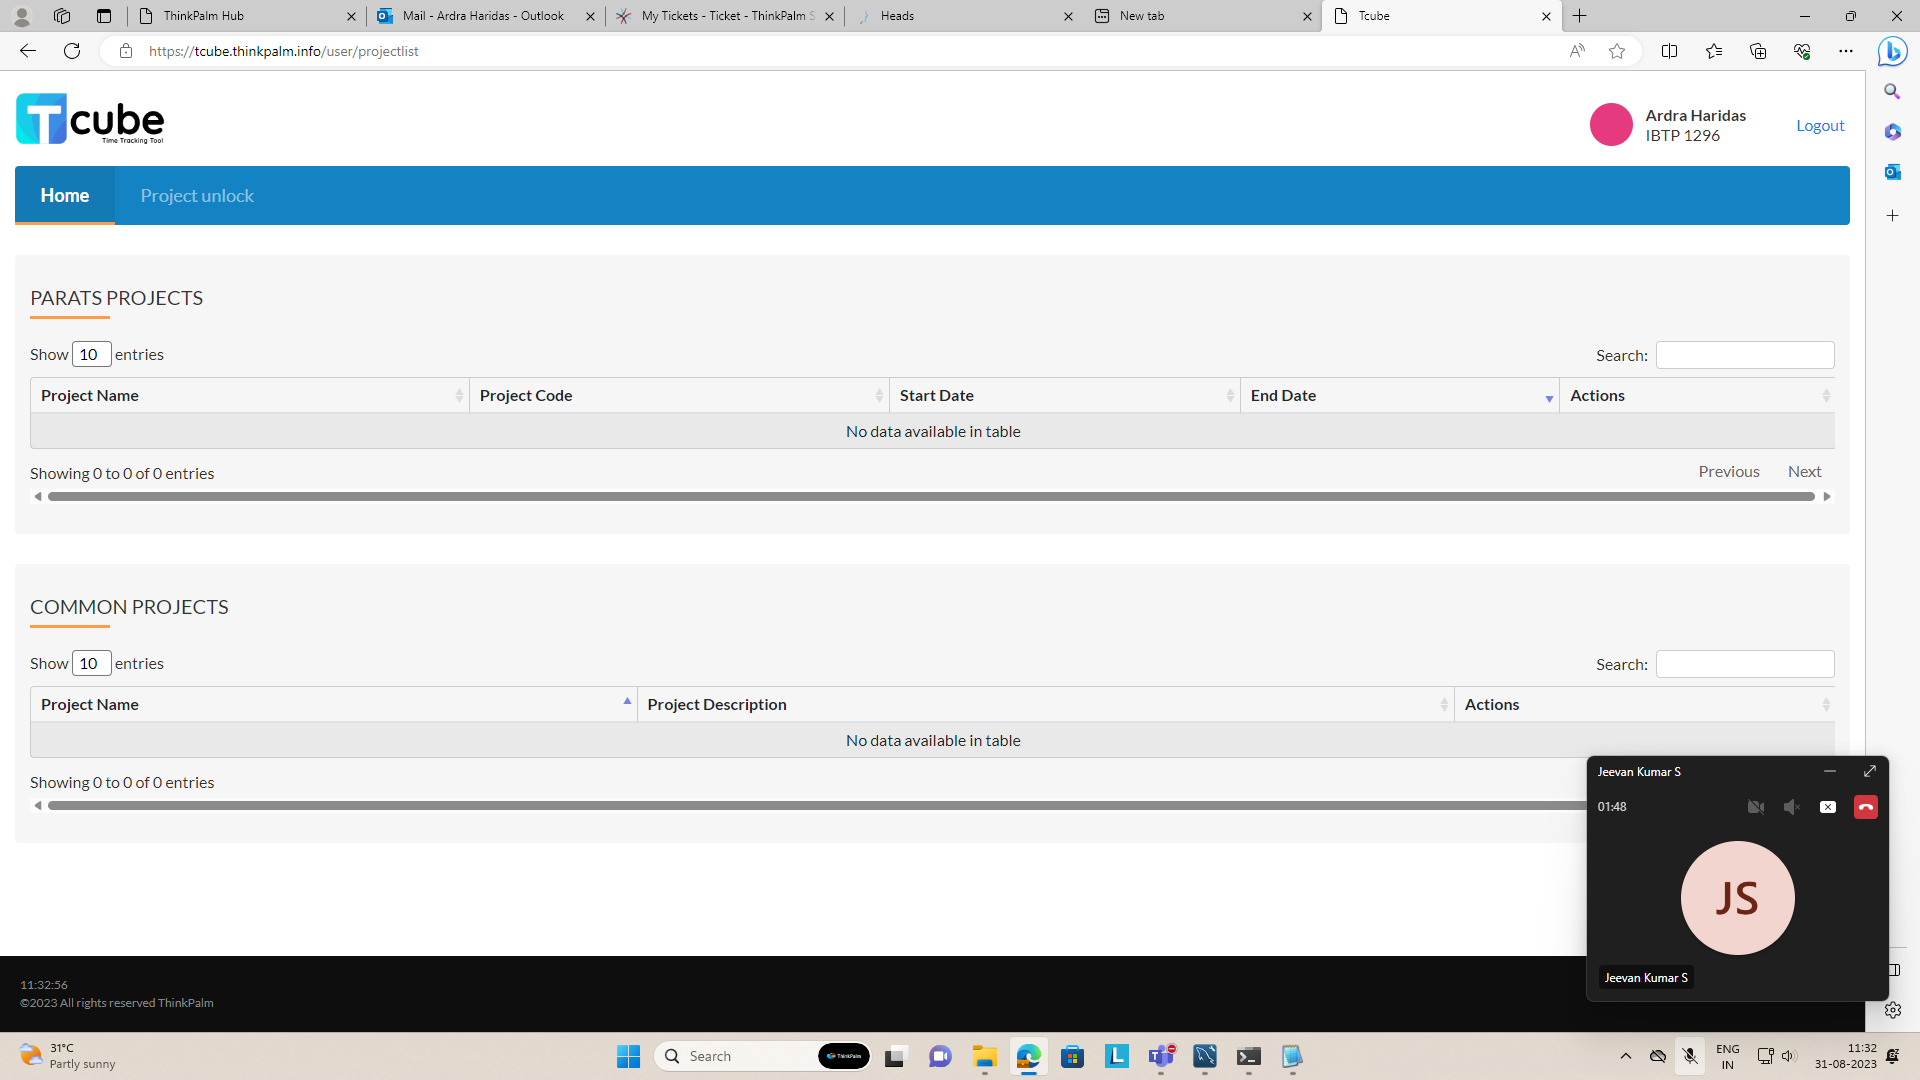 ThinkPalm Hub
Mail - Ardra Haridas - Outlook
My Tickets - Ticket - ThinkPalm S
Heads
New tab
Tcube
https://tcube.thinkpalm.info/user/projectlist
Tcube
Time Tracking Tool
Ardra Haridas
IBTP 1296
Logout
Home
Project unlock
PARATS PROJECTS
Show 10 entries
Search:
Project Name
Project Code
Start Date
End Date
Actions
No data available in table
Showing 0 to 0 of 0 entries
Previous
Next
COMMON PROJECTS
Show 10 entries
Search:
Project Name
Project Description
Actions
No data available in table
Showing 0 to 0 of 0 entries
Jeevan Kumar S
01:48
JS
Jeevan Kumar S
11:32:56
©2023 All rights reserved ThinkPalm
31°C
Partly sunny
Search
ThinkPalm
ENG
IN
11:32
31-08-2023